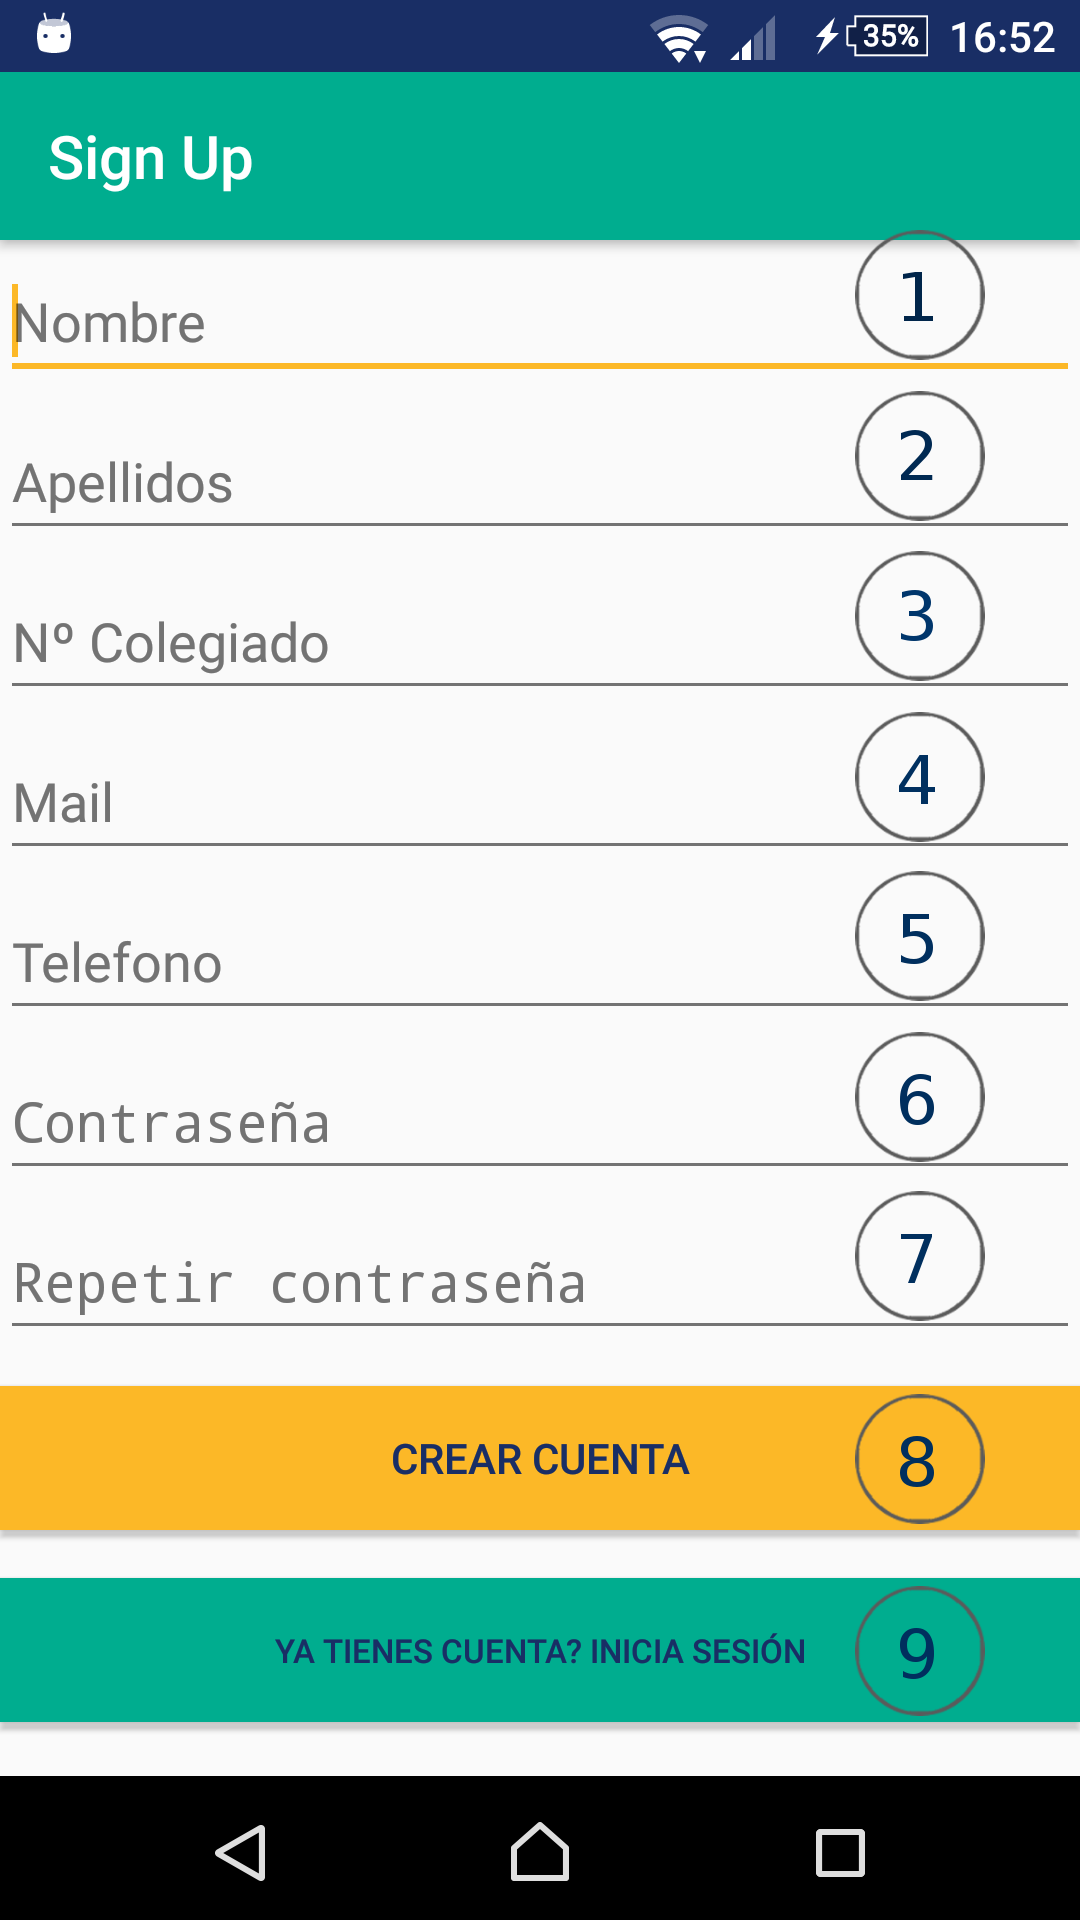 35% 16:52
Sign Up
Nombre 1
Apellidos 2
Nº Colegiado 3
Mail 4
Telefono 5
Contraseña 6
Repetir contraseña 7
CREAR CUENTA 8
YA TIENES CUENTA? INICIA SESIÓN 9